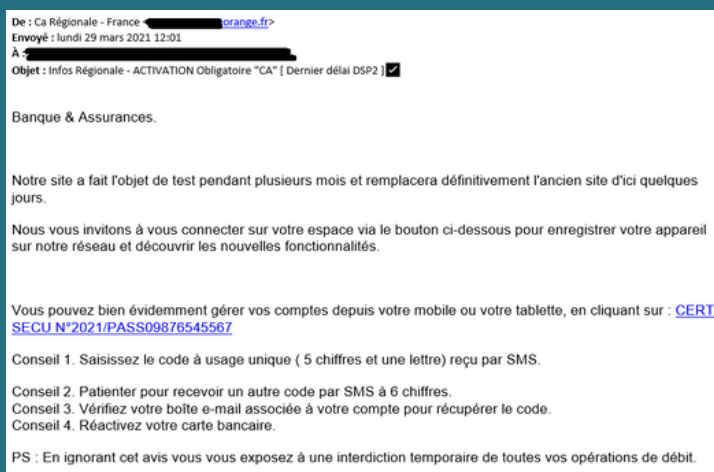 De : Ca Régionale - France < orange.fr>
Envoyé : lundi 29 mars 2021 12:01
À :
Objet : Infos Régionale - ACTIVATION Obligatoire "CA" [ Dernier délai DSP2 ]
Banque & Assurances.
Notre site a fait l'objet de test pendant plusieurs mois et remplacera définitivement l'ancien site d'ici quelques
jours.
Nous vous invitons à vous connecter sur votre espace via le bouton ci-dessous pour enregistrer votre appareil
sur notre réseau et découvrir les nouvelles fonctionnalités.
Vous pouvez bien évidemment gérer vos comptes depuis votre mobile ou votre tablette, en cliquant sur : CERT
SECU N°2021/PASS09876545567
Conseil 1. Saisissez le code à usage unique ( 5 chiffres et une lettre) reçu par SMS.
Conseil 2. Patienter pour recevoir un autre code par SMS à 6 chiffres.
Conseil 3. Vérifiez votre boîte e-mail associée à votre compte pour récupérer le code.
Conseil 4. Réactivez votre carte bancaire.
PS : En ignorant cet avis vous vous exposez à une interdiction temporaire de toutes vos opérations de débit.